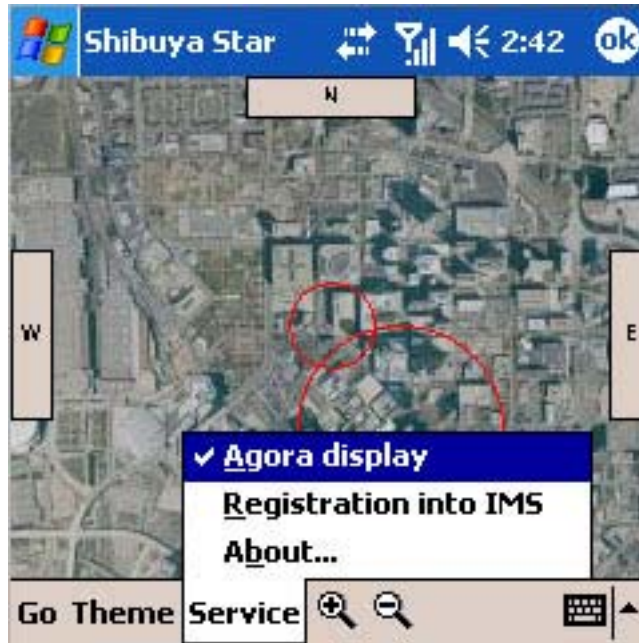 Shibuya Star 2:42 ok
N
W
E
Agora display
Registration into IMS
About...
Go Theme Service